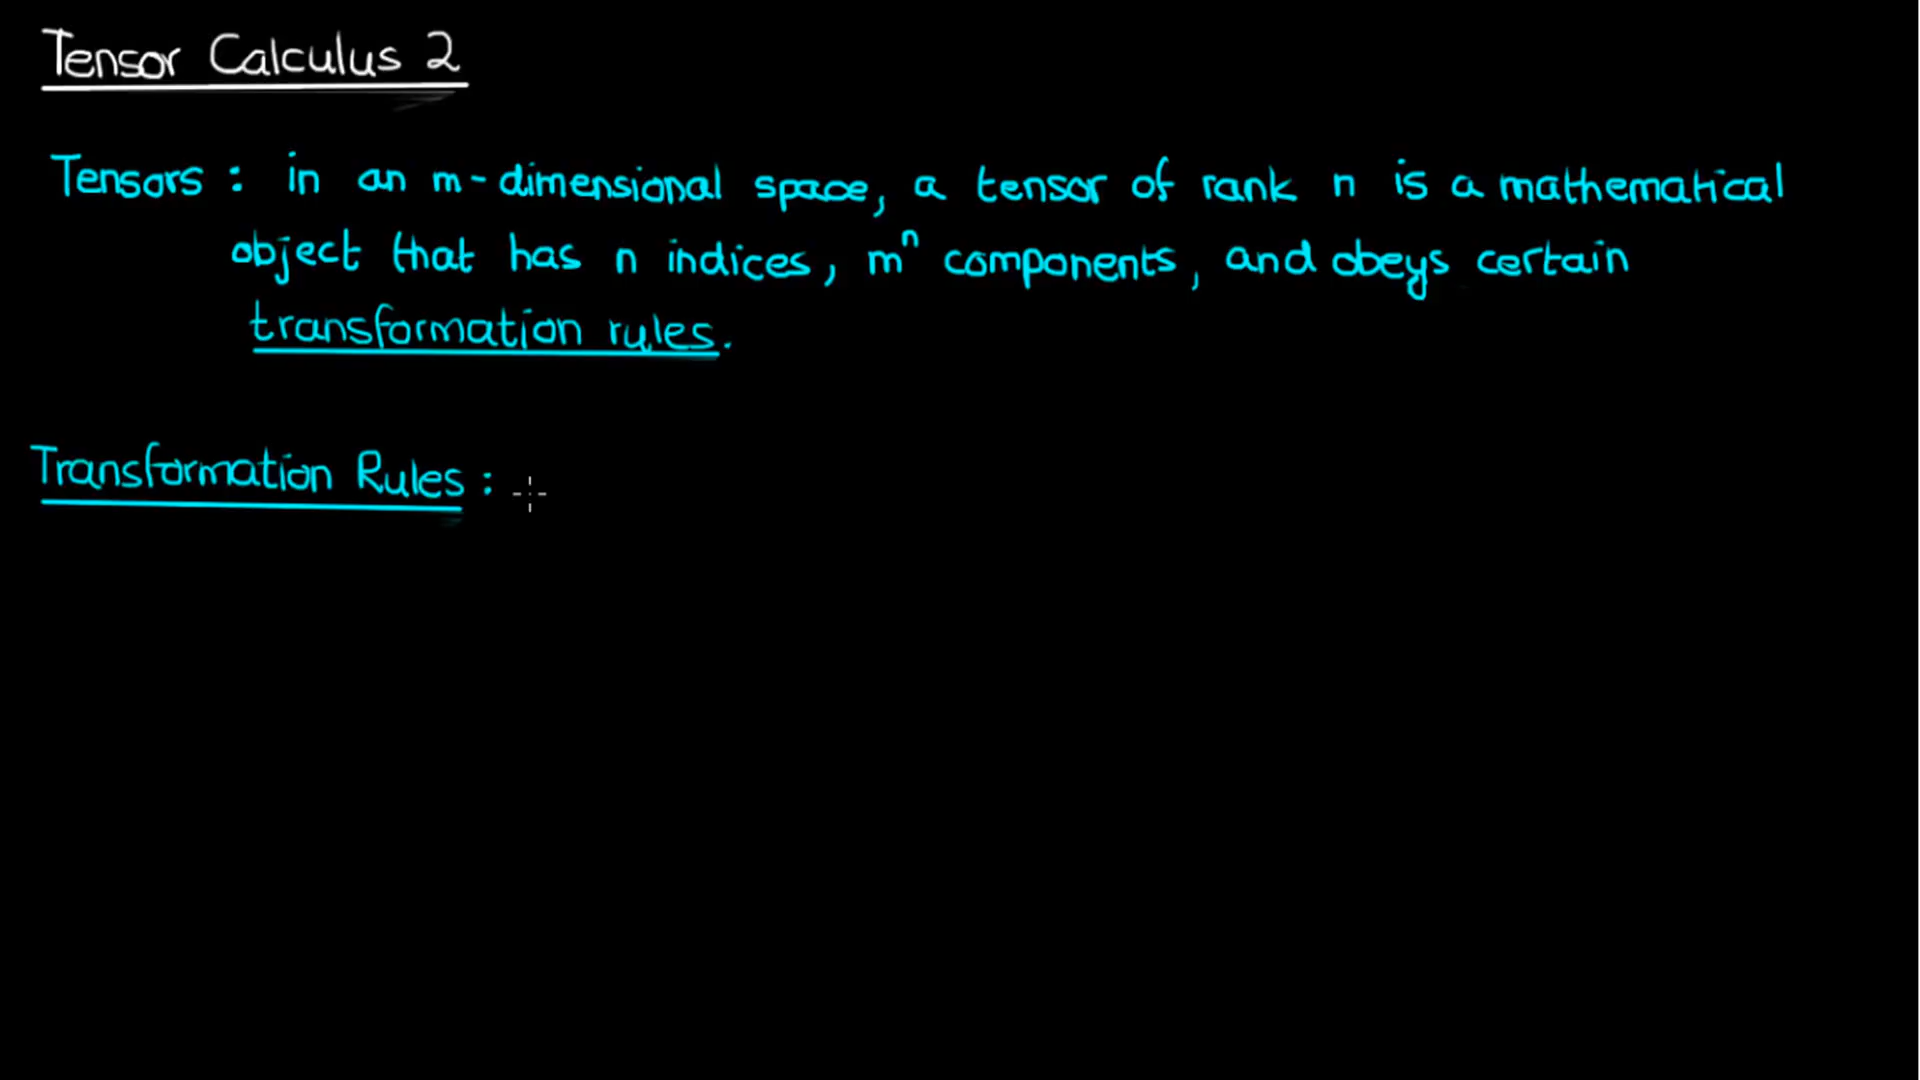 Tensor Calculus 2
Tensors : in an m-dimensional space, a tensor of rank n is a mathematical
object that has n indices, mⁿ components, and obeys certain
transformation rules.
Transformation Rules :